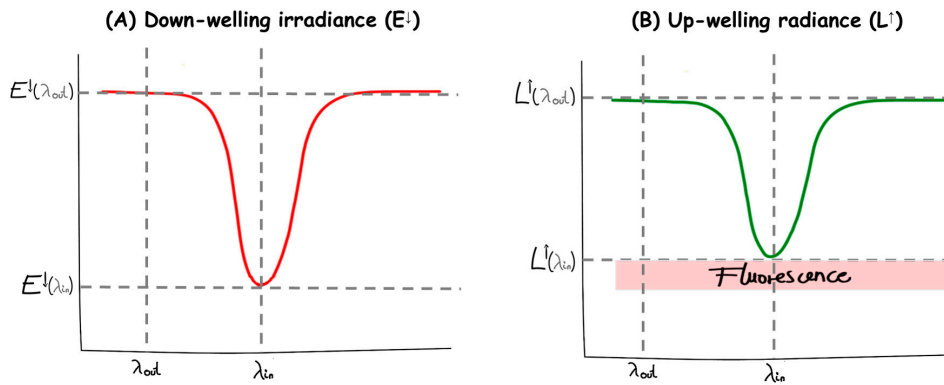 (A) Down-welling irradiance (E↓)
(B) Up-welling radiance (L↑)
E↓(λout)
E↓(λin)
λout
λin
L↑(λout)
L↑(λin)
Fluorescence
λout
λin